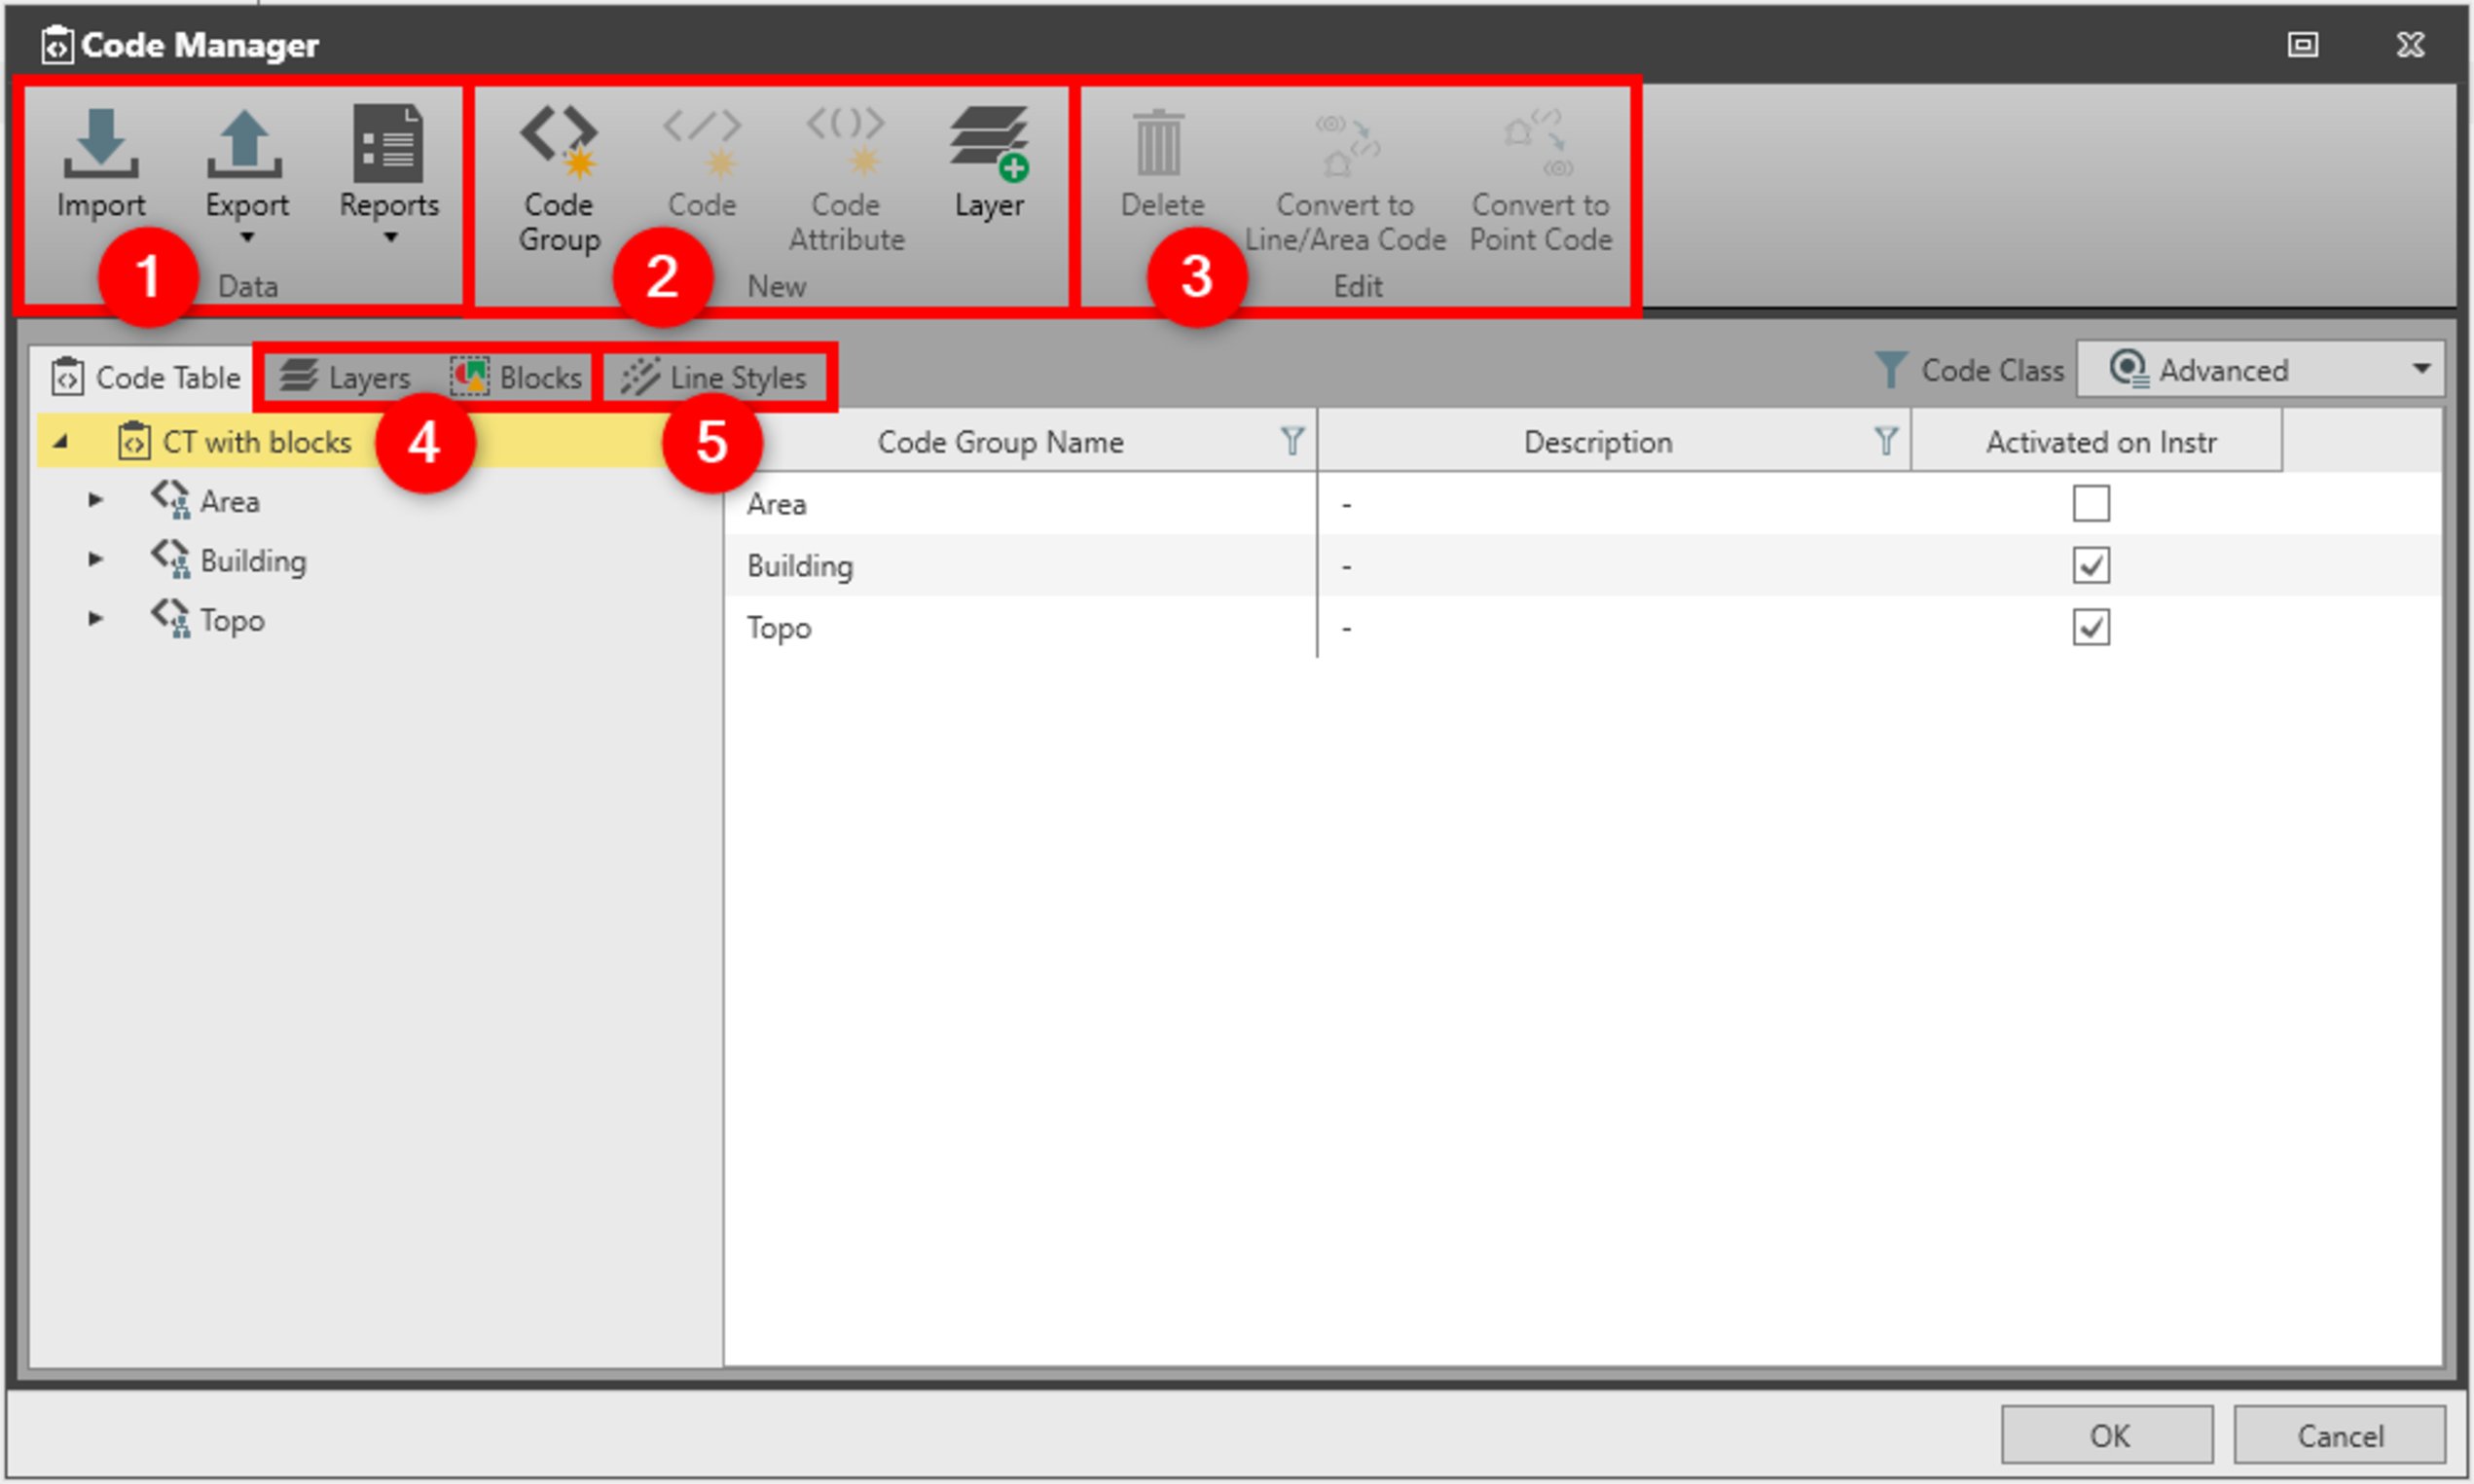 Code Manager
Import Export Reports
Code Group
Code
Code Attribute
Layer
Delete
Convert to Line/Area Code
Convert to Point Code
1 Data
2 New
3 Edit
Code Table Layers Blocks Line Styles Code Class Advanced
CT with blocks 4 5 Code Group Name Description Activated on Instr
Area
Building
Topo
Area -
Building -
Topo -
OK Cancel